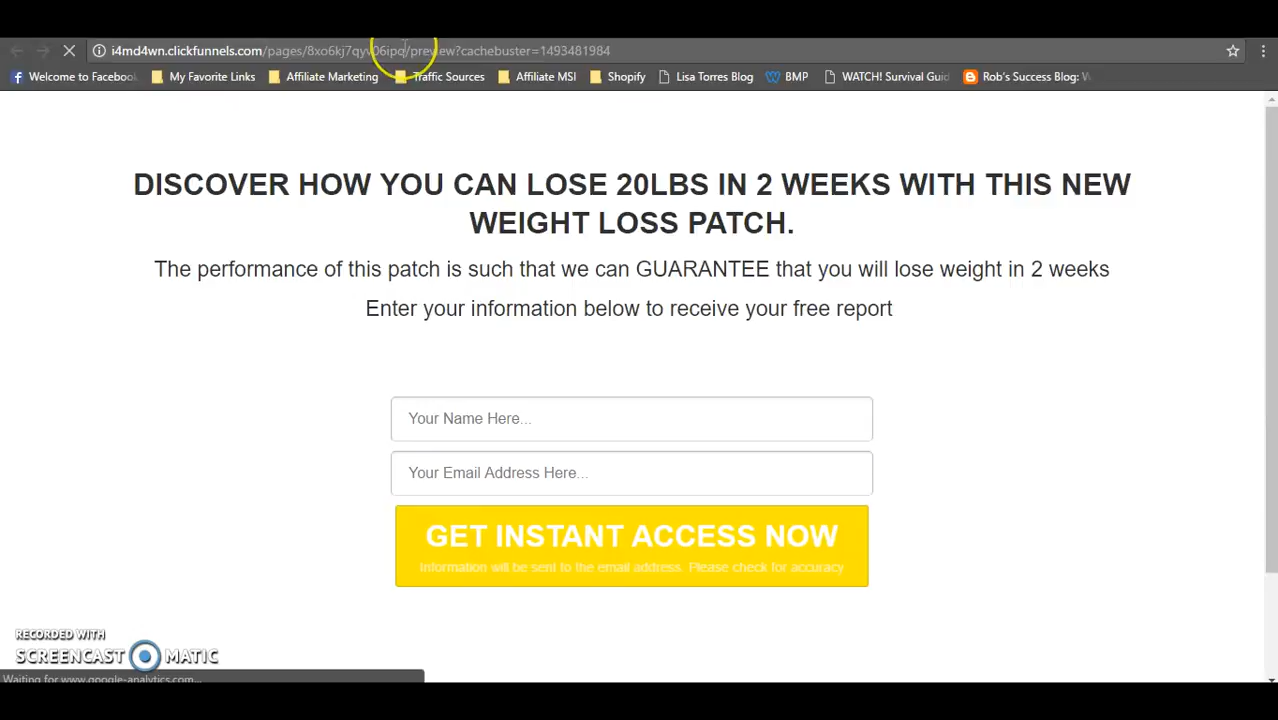 i4md4wn.clickfunnels.com/pages/8xo6kj7qyv06ipq/preview?cachebuster=1493481984
Welcome to Facebook My Favorite Links Affiliate Marketing Traffic Sources Affiliate MSI Shopify Lisa Torres Blog BMP WATCH! Survival Guid Rob's Success Blog: W
DISCOVER HOW YOU CAN LOSE 20LBS IN 2 WEEKS WITH THIS NEW
WEIGHT LOSS PATCH.
The performance of this patch is such that we can GUARANTEE that you will lose weight in 2 weeks
Enter your information below to receive your free report
Your Name Here...
Your Email Address Here...
GET INSTANT ACCESS NOW
Information will be sent to the email address. Please check for accuracy
RECORDED WITH
SCREENCAST MATIC
Waiting for www.google-analytics.com...